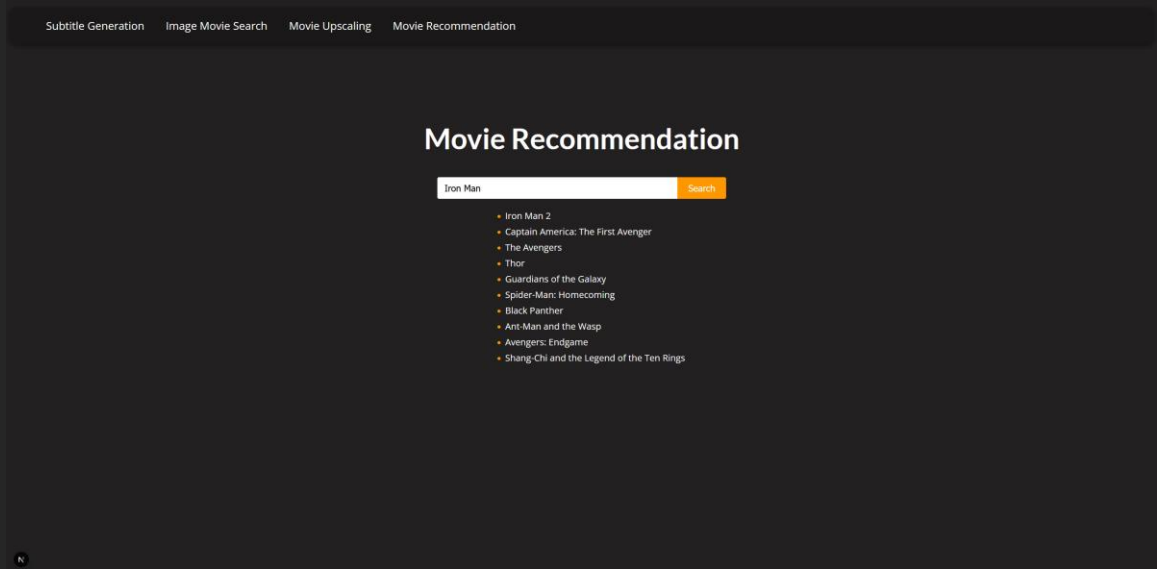 Subtitle Generation Image Movie Search Movie Upscaling Movie Recommendation
Movie Recommendation
Iron Man Search
Iron Man 2
Captain America: The First Avenger
The Avengers
Thor
Guardians of the Galaxy
Spider-Man: Homecoming
Black Panther
Ant-Man and the Wasp
Avengers: Endgame
Shang-Chi and the Legend of the Ten Rings
N